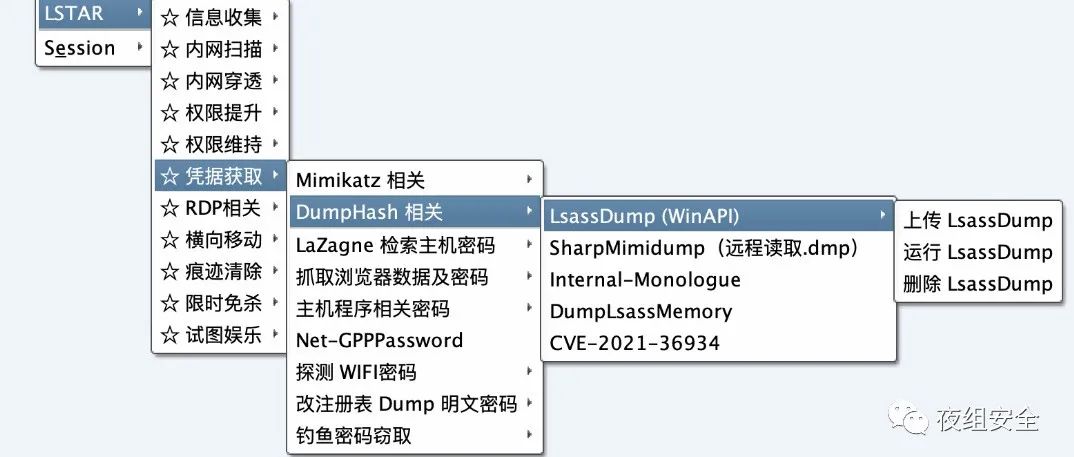 LSTAR
Session
☆ 信息收集
☆ 内网扫描
☆ 内网穿透
☆ 权限提升
☆ 权限维持
☆ 凭据获取
☆ RDP相关
☆ 横向移动
☆ 痕迹清除
☆ 限时免杀
☆ 试图娱乐
Mimikatz 相关
DumpHash 相关
LaZagne 检索主机密码
抓取浏览器数据及密码
主机程序相关密码
Net-GPPPassword
探测 WIFI密码
改注册表 Dump 明文密码
钓鱼密码窃取
LsassDump (WinAPI)
SharpMimidump（远程读取.dmp）
Internal-Monologue
DumpLsassMemory
CVE-2021-36934
上传 LsassDump
运行 LsassDump
删除 LsassDump
夜组安全